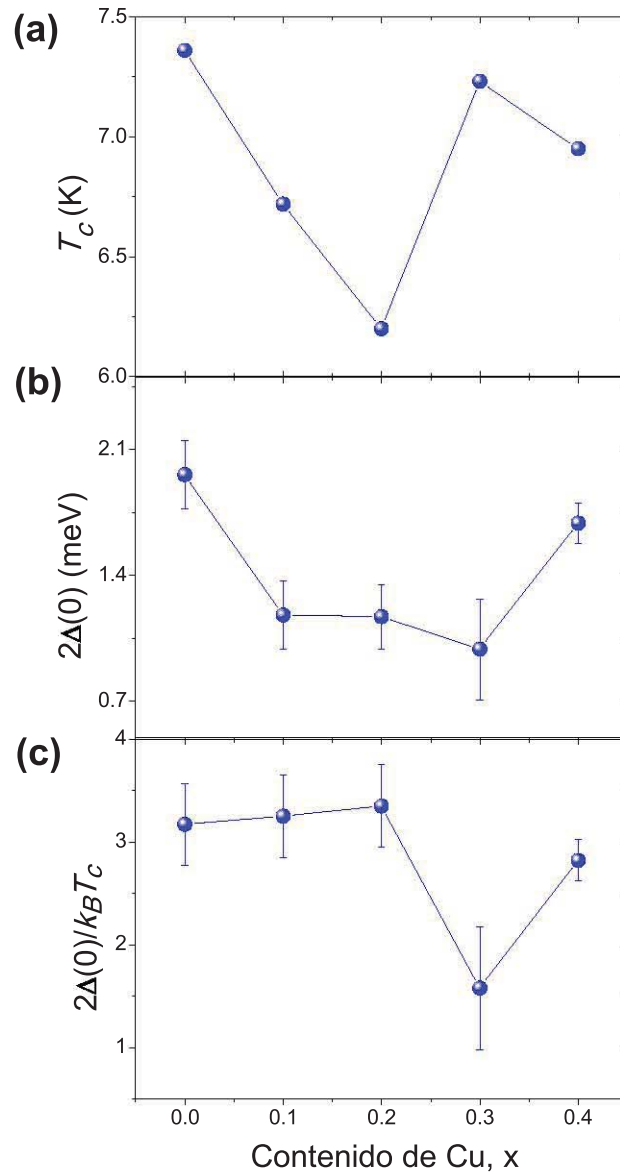 (a)
7.5
7.0
6.5
6.0
T_c (K)
(b)
2.1
1.4
0.7
2Δ(0) (meV)
(c)
4
3
2
1
2Δ(0)/k_BT_c
0.0 0.1 0.2 0.3 0.4
Contenido de Cu, x